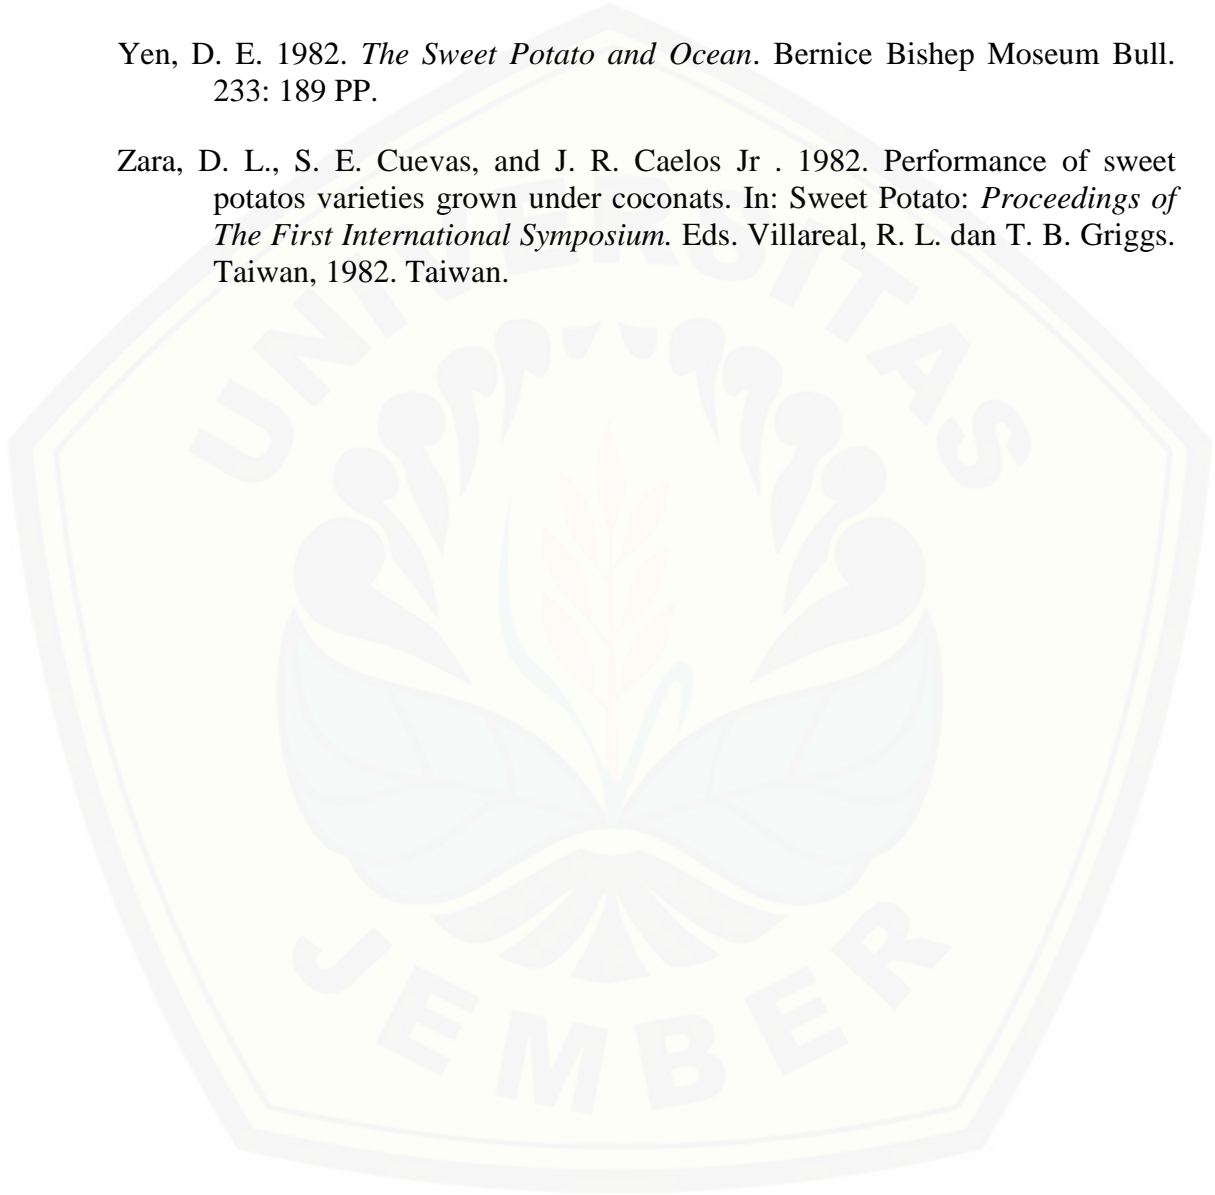 Yen, D. E. 1982. The Sweet Potato and Ocean. Bernice Bishep Moseum Bull.
233: 189 PP.
Zara, D. L., S. E. Cuevas, and J. R. Caelos Jr . 1982. Performance of sweet
potatos varieties grown under coconats. In: Sweet Potato: Proceedings of
The First International Symposium. Eds. Villareal, R. L. dan T. B. Griggs.
Taiwan, 1982. Taiwan.
UNIVERSITAS
JEMBER